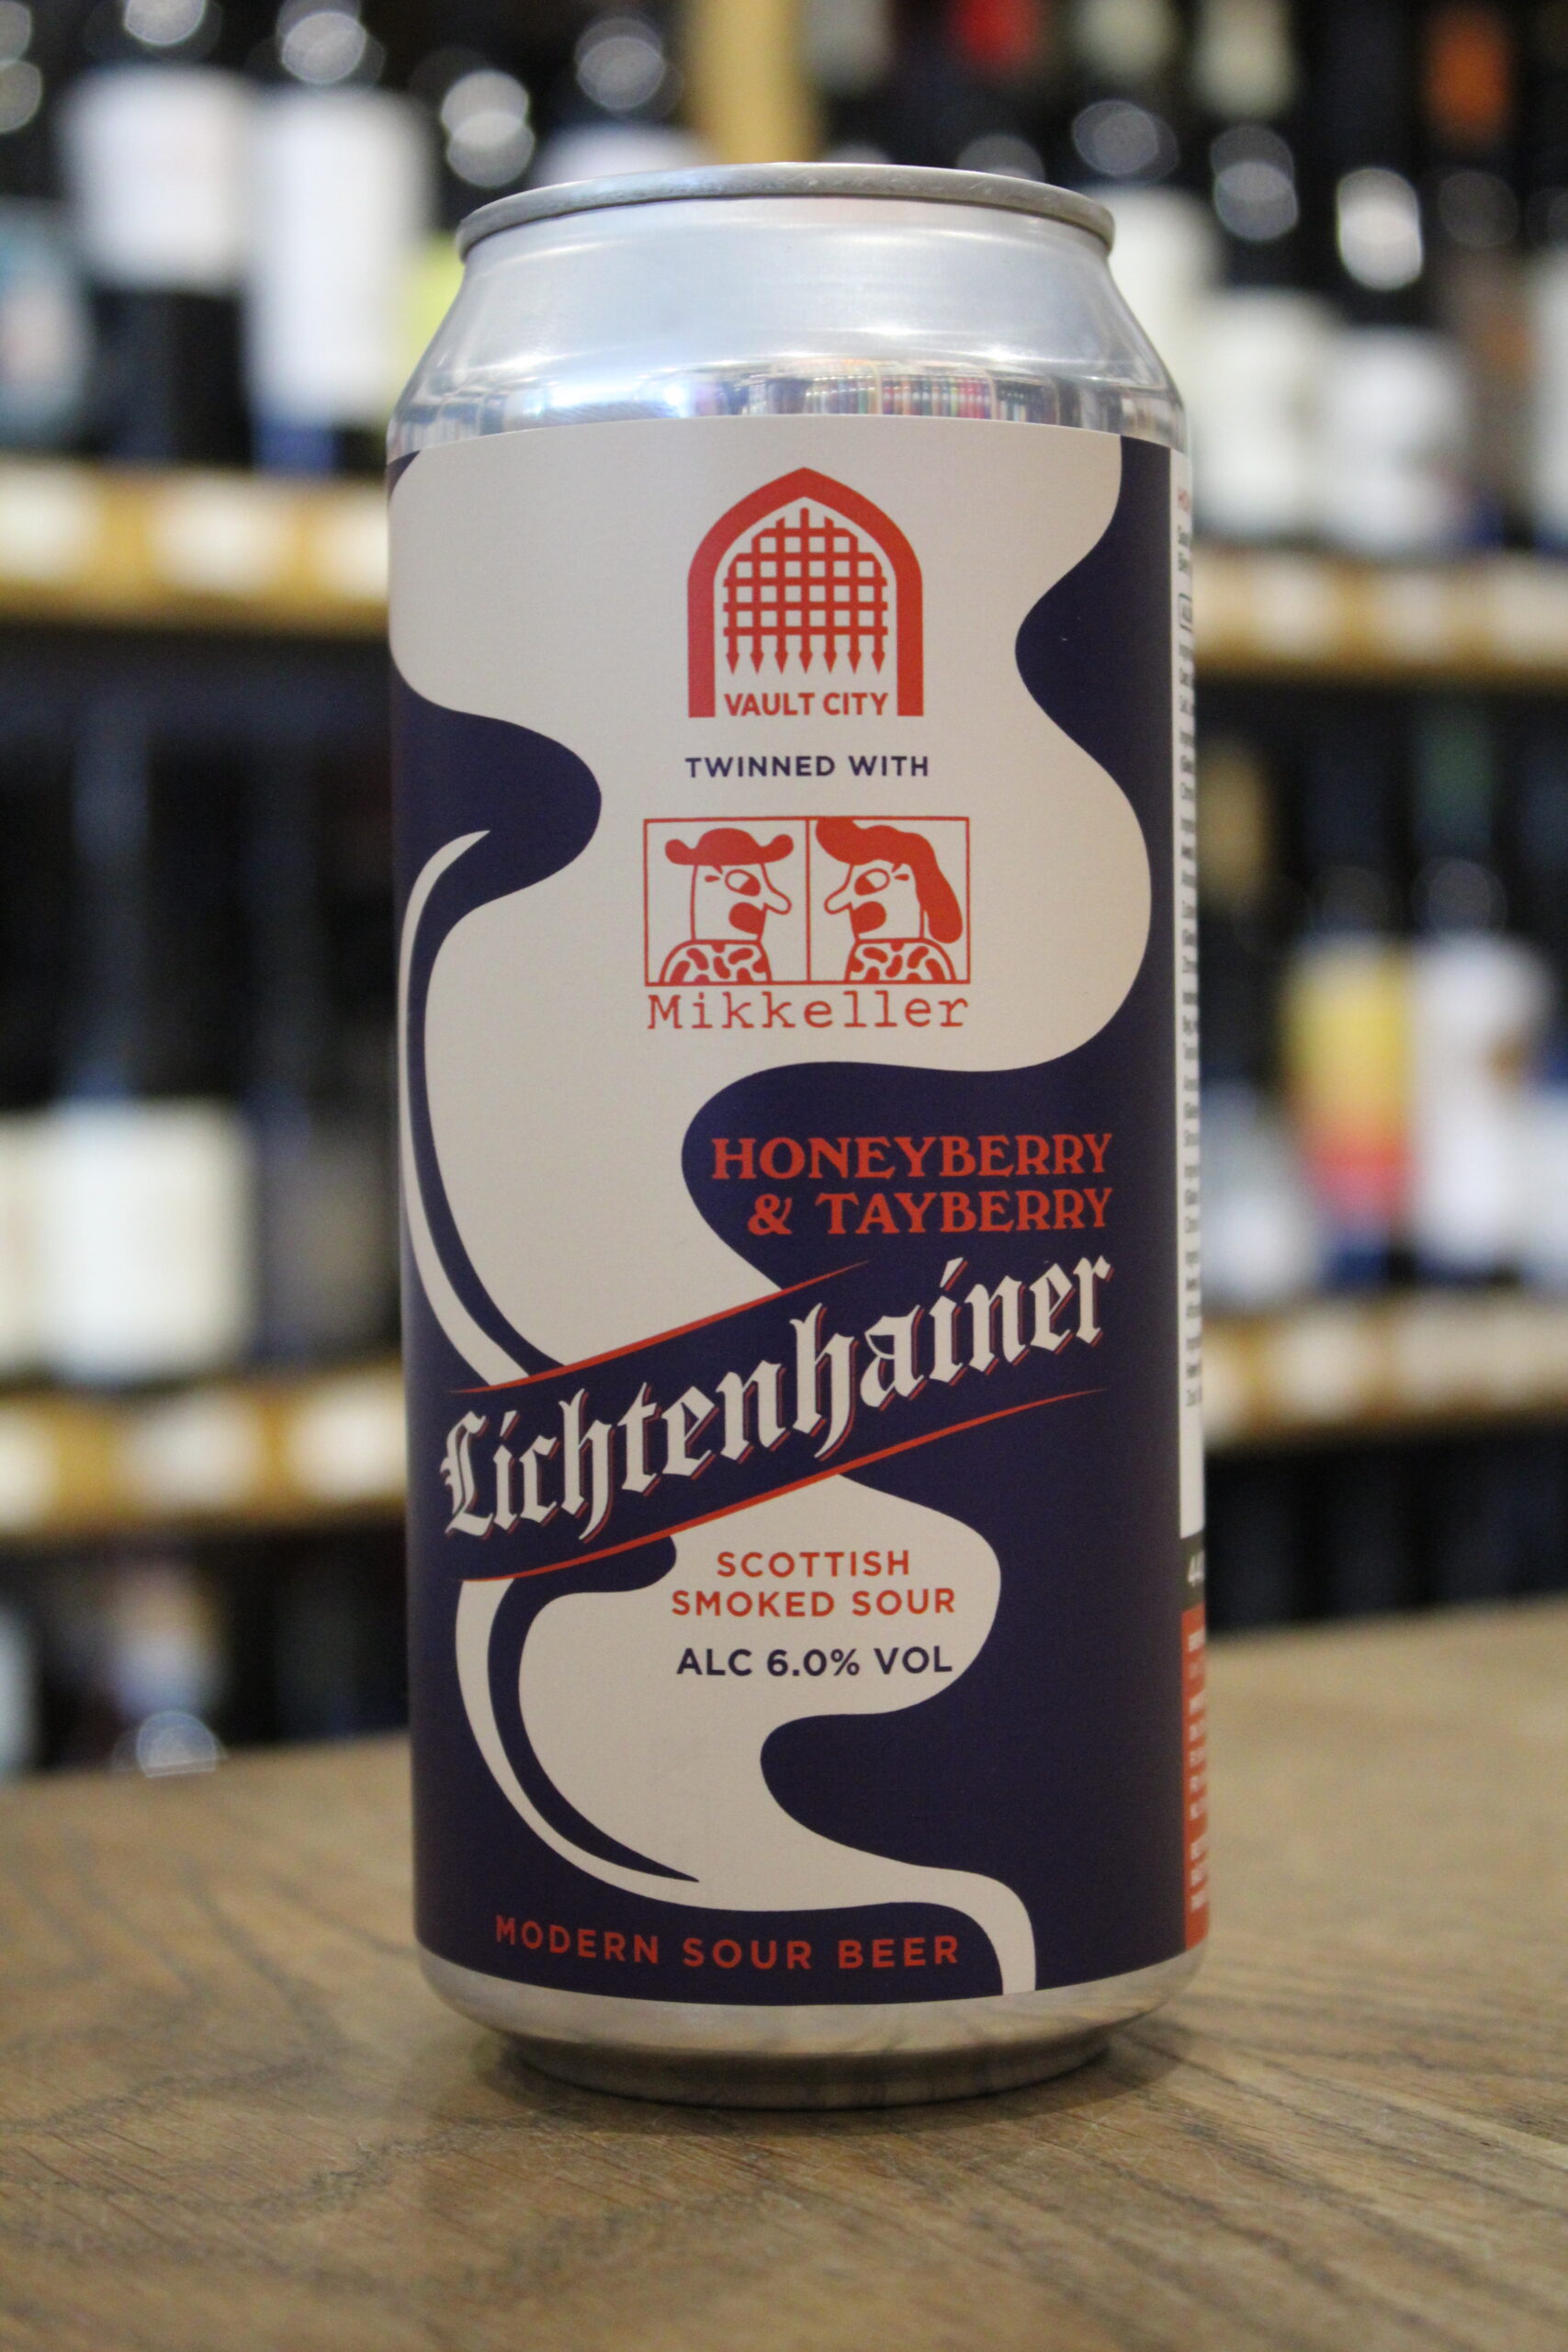 VAULT CITY
TWINNED WITH
Mikkeller
HONEYBERRY
& TAYBERRY
Lichtenhainer
SCOTTISH
SMOKED SOUR
ALC 6.0% VOL
MODERN SOUR BEER